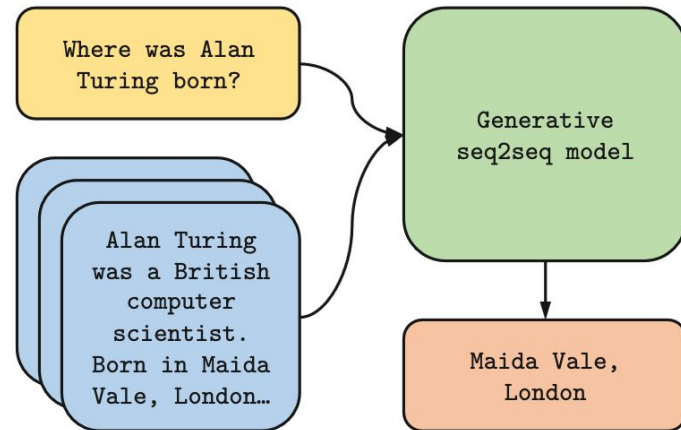 Where was Alan
Turing born?
Generative
seq2seq model
Alan Turing
was a British
computer
scientist.
Born in Maida
Vale, London…
Maida Vale,
London